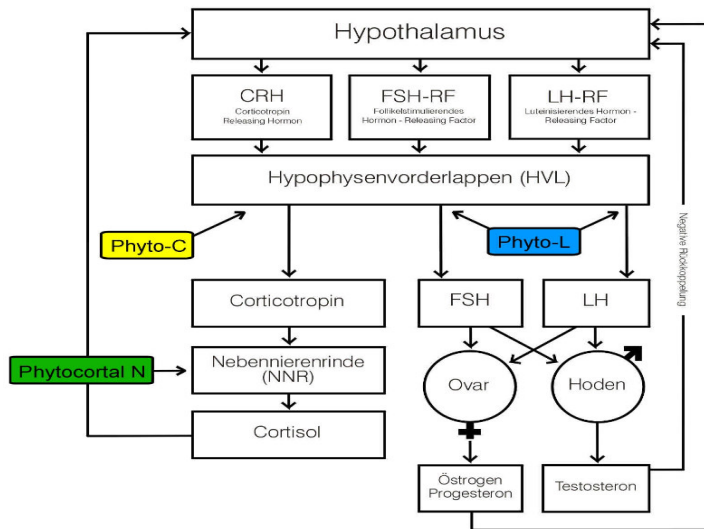 Hypothalamus
CRH
Corticotropin
Releasing Hormon
FSH-RF
Follikelstimulierendes
Hormon - Releasing Factor
LH-RF
Luteinisierendes Hormon -
Releasing Factor
Hypophysenvorderlappen (HVL)
Phyto-C
Phyto-L
Negative Rückkoppelung
Corticotropin
FSH
LH
Phytocortal N
Nebennierenrinde
(NNR)
Ovar
Hoden
Cortisol
Östrogen
Progesteron
Testosteron